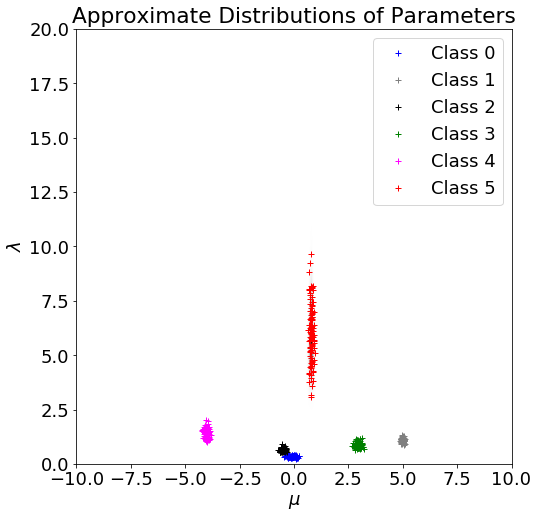 Approximate Distributions of Parameters
20.0
17.5
15.0
12.5
10.0
7.5
5.0
2.5
0.0
λ
Class 0
Class 1
Class 2
Class 3
Class 4
Class 5
−10.0 −7.5 −5.0 −2.5 0.0 2.5 5.0 7.5 10.0
μ